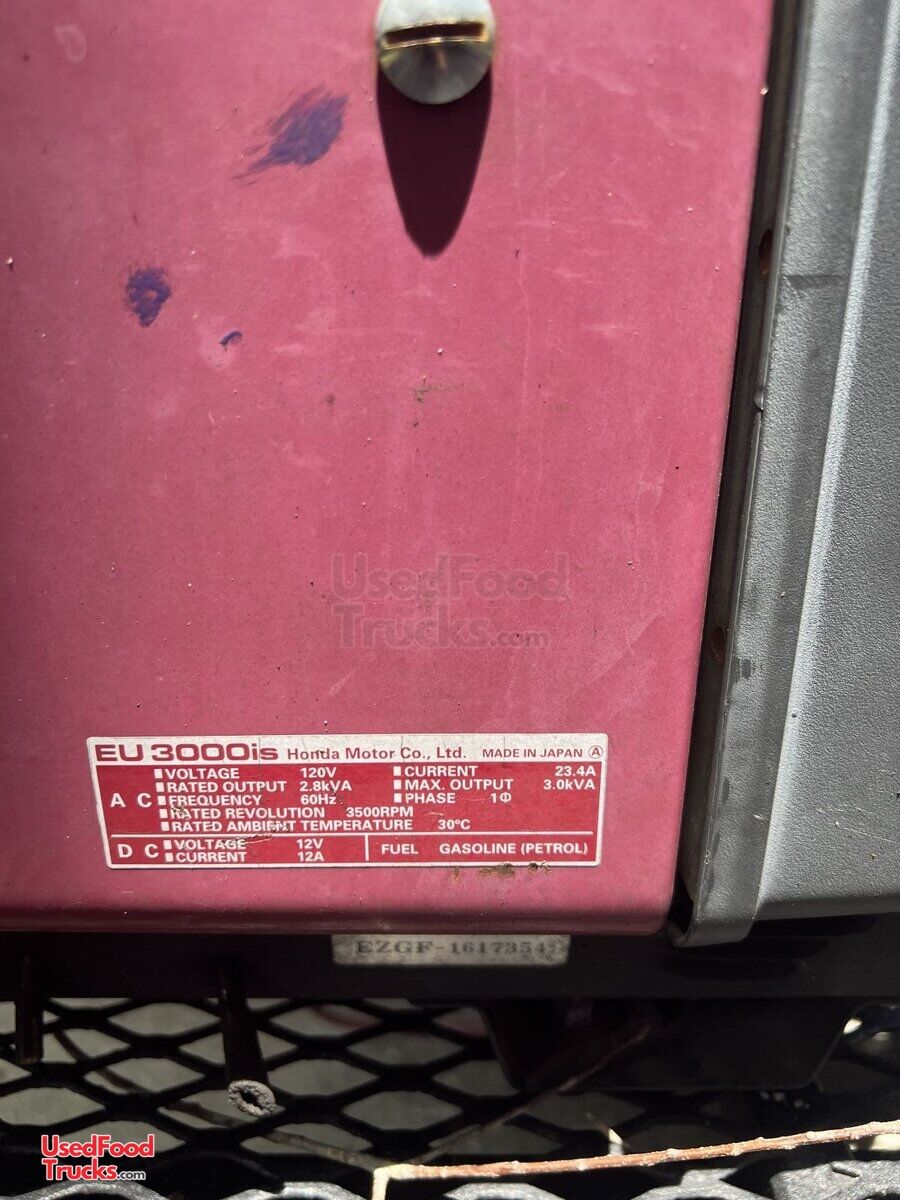 UsedFood
Trucks.com
EU3000is Honda Motor Co., Ltd. MADE IN JAPAN Ⓐ
AC
■VOLTAGE 120V ■CURRENT 23.4A
■RATED OUTPUT 2.8kVA ■MAX. OUTPUT 3.0kVA
■FREQUENCY 60Hz ■PHASE 1Φ
■RATED REVOLUTION 3500RPM
■RATED AMBIENT TEMPERATURE 30°C
DC
■VOLTAGE 12V FUEL GASOLINE (PETROL)
■CURRENT 12A
EZGF-1617354
UsedFood
Trucks.com